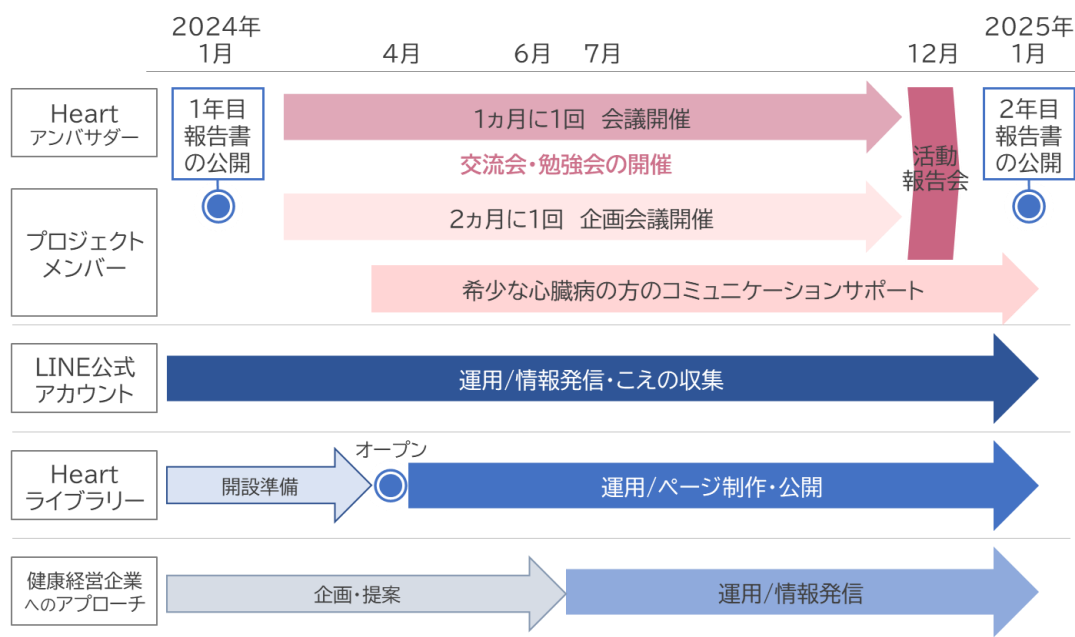 2024年
1月
4月
6月
7月
12月
2025年
1月
Heart
アンバサダー
1年目
報告書
の公開
1ヵ月に1回 会議開催
交流会・勉強会の開催
活動
報告会
2年目
報告書
の公開
プロジェクト
メンバー
2ヵ月に1回 企画会議開催
希少な心臓病の方のコミュニケーションサポート
LINE公式
アカウント
運用/情報発信・こえの収集
Heart
ライブラリー
開設準備
オープン
運用/ページ制作・公開
健康経営企業
へのアプローチ
企画・提案
運用/情報発信